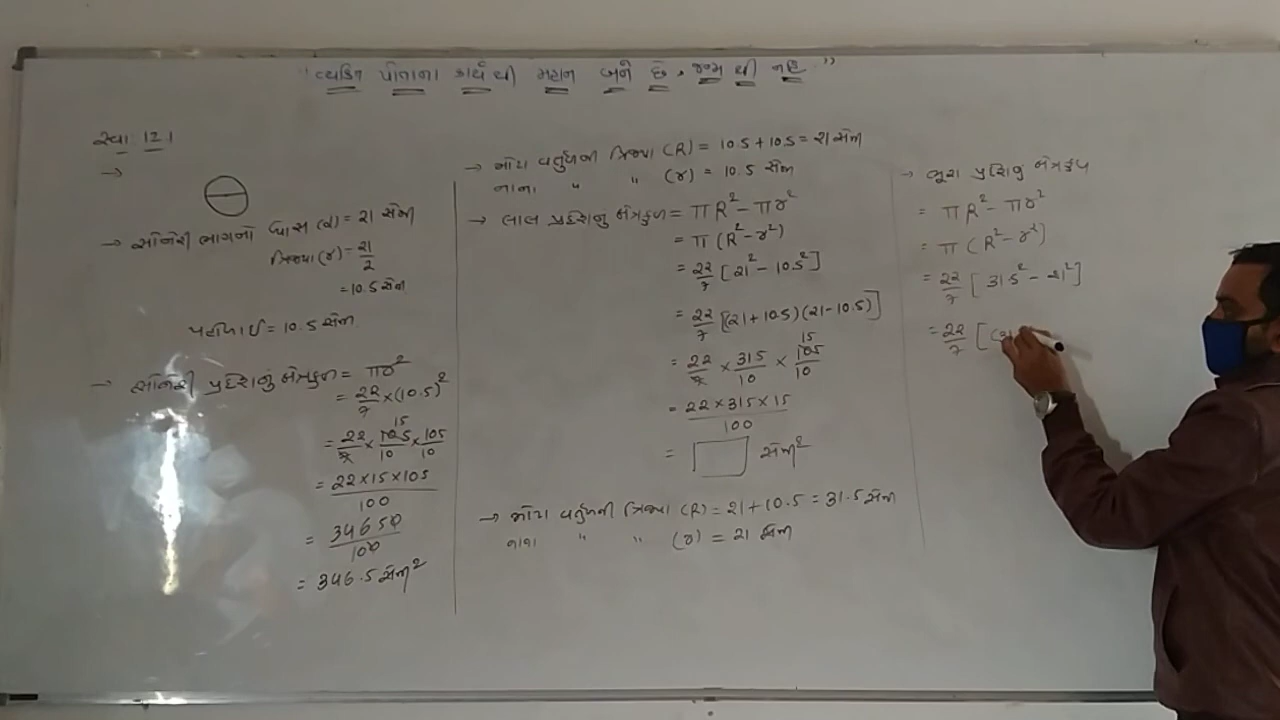 "વ્યક્તિ પોતાના કાર્ય થી મહાન બને છે, જન્મ થી નહિ."
સ્વા. 12.1
→
→ સોનેરી ભાગનો વ્યાસ (d) = 21 સેમી
ત્રિજ્યા (r) = 21/2
= 10.5 સેમી
પહોળાઈ = 10.5 સેમી
→ સોનેરી પ્રદેશનું ક્ષેત્રફળ = πr²
= 22/7 × (10.5)²
= 22/7 × 105/10 × 105/10
15
= 22×15×105/100
= 34650/100
= 346.5 સેમી²
→ મોટા વર્તુળની ત્રિજ્યા (R) = 10.5 + 10.5 = 21 સેમી
નાના " " (r) = 10.5 સેમી
→ લાલ પ્રદેશનું ક્ષેત્રફળ = πR² - πr²
= π (R² - r²)
= 22/7 [21² - 10.5²]
= 22/7 [(21+10.5) (21-10.5)]
= 22/7 × 315/10 × 105/10
15
= 22×315×15/100
= સેમી²
→ મોટા વર્તુળની ત્રિજ્યા (R) = 21 + 10.5 = 31.5 સેમી
નાના " " (r) = 21 સેમી
→ ભૂરા પ્રદેશનું ક્ષેત્રફળ
= πR² - πr²
= π (R² - r²)
= 22/7 [31.5² - 21²]
= 22/7 [(31